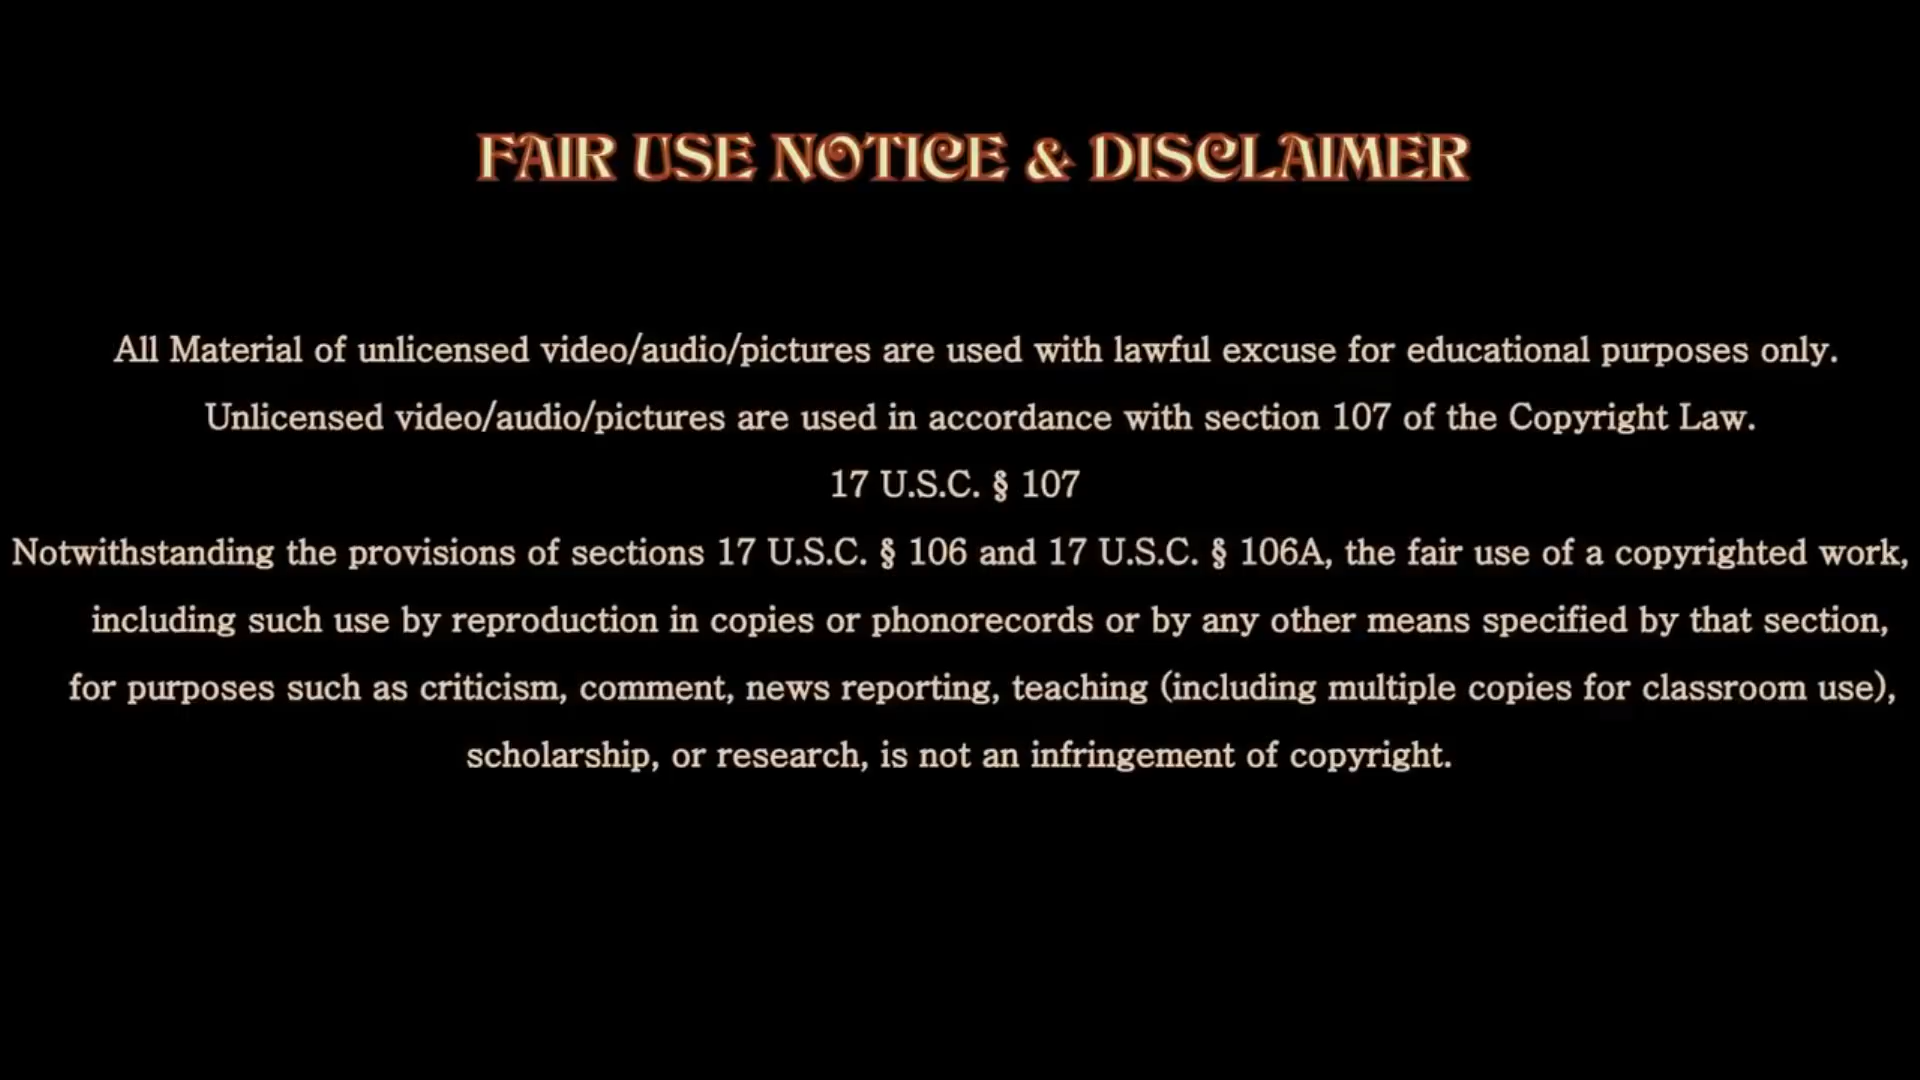 FAIR USE NOTICE & DISCLAIMER
All Material of unlicensed video/audio/pictures are used with lawful excuse for educational purposes only.
Unlicensed video/audio/pictures are used in accordance with section 107 of the Copyright Law.
17 U.S.C. § 107
Notwithstanding the provisions of sections 17 U.S.C. § 106 and 17 U.S.C. § 106A, the fair use of a copyrighted work,
including such use by reproduction in copies or phonorecords or by any other means specified by that section,
for purposes such as criticism, comment, news reporting, teaching (including multiple copies for classroom use),
scholarship, or research, is not an infringement of copyright.